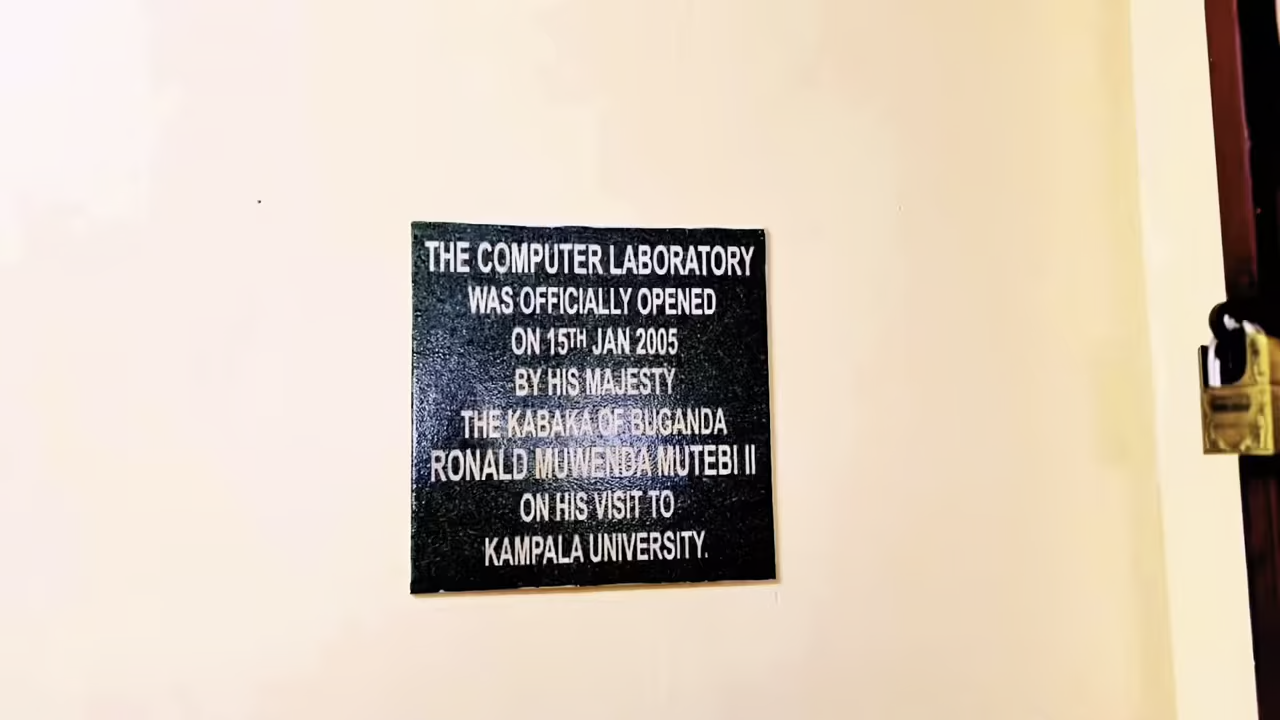 THE COMPUTER LABORATORY
WAS OFFICIALLY OPENED
ON 15TH JAN 2005
BY HIS MAJESTY
THE KABAKA OF BUGANDA
RONALD MUWENDA MUTEBI II
ON HIS VISIT TO
KAMPALA UNIVERSITY.